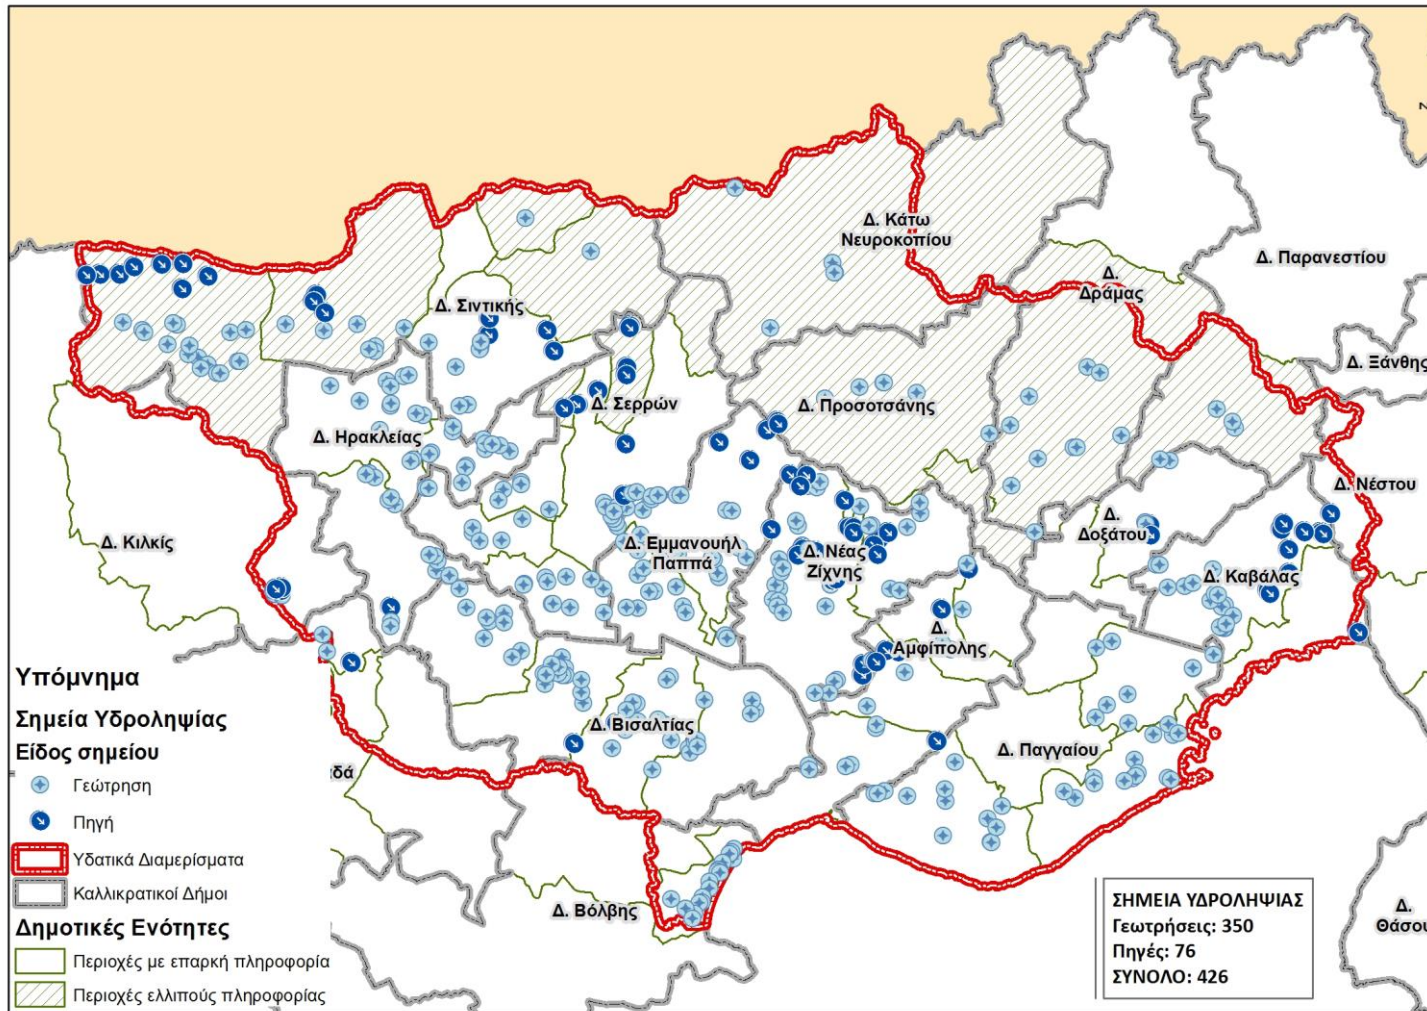 Δ. Κάτω
Νευροκοπίου
Δ. Παρανεστίου
Δ.
Δράμας
Δ. Σιντικής
Δ. Ξάνθης
Δ. Σερρών
Δ. Προσοτσάνης
Δ. Ηρακλείας
Δ. Νέστου
Δ. Κιλκίς
Δ. Εμμανουήλ
Παππά
Δ. Νέας
Ζίχνης
Δ.
Δοξάτου
Δ. Καβάλας
Δ.
Αμφίπολης
Δ. Βισαλτίας
Δ. Παγγαίου
δά
Δ. Βόλβης
Δ.
Θάσου
Υπόμνημα
Σημεία Υδροληψίας
Είδος σημείου
Γεώτρηση
Πηγή
Υδατικά Διαμερίσματα
Καλλικρατικοί Δήμοι
Δημοτικές Ενότητες
Περιοχές με επαρκή πληροφορία
Περιοχές ελλιπούς πληροφορίας
ΣΗΜΕΙΑ ΥΔΡΟΛΗΨΙΑΣ
Γεωτρήσεις: 350
Πηγές: 76
ΣΥΝΟΛΟ: 426